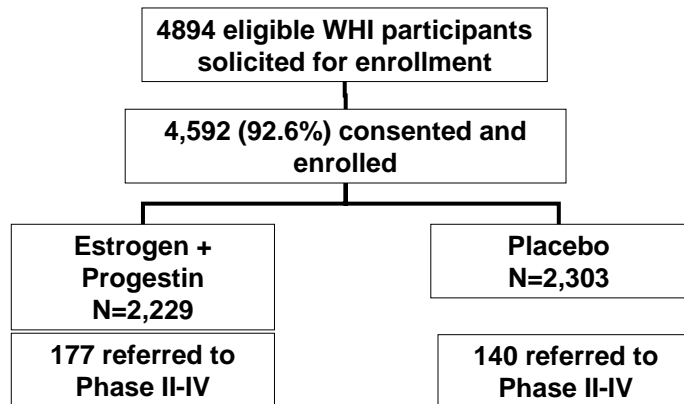 4894 eligible WHI participants
solicited for enrollment
4,592 (92.6%) consented and
enrolled
Estrogen +
Progestin
N=2,229
Placebo
N=2,303
177 referred to
Phase II-IV
140 referred to
Phase II-IV